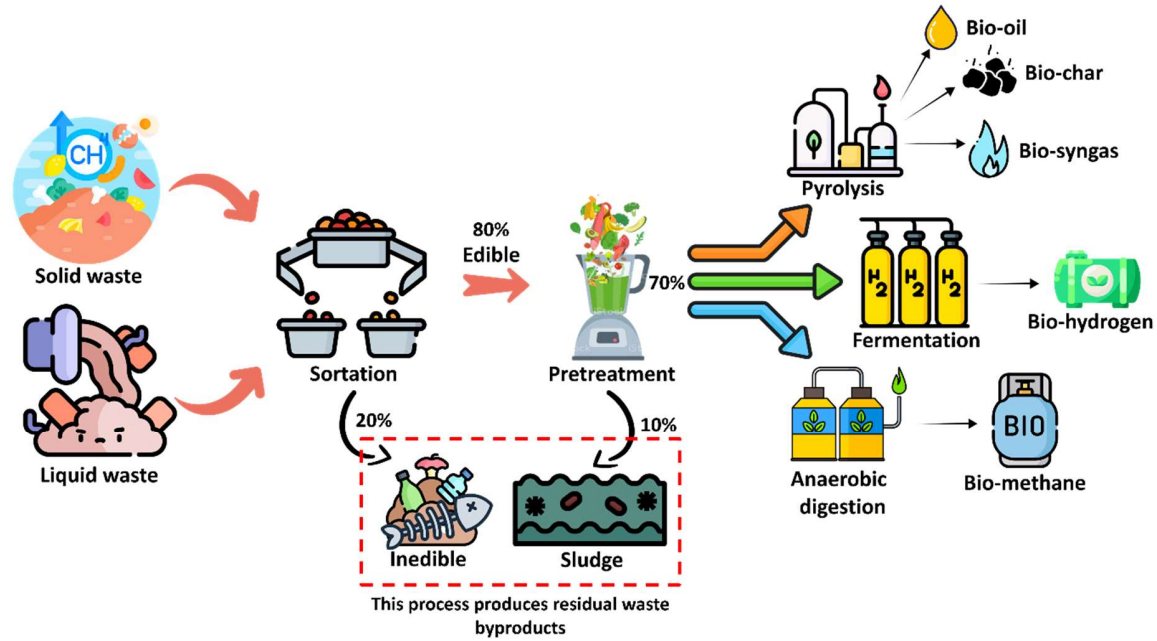 Bio-oil
Bio-char
Bio-syngas
Pyrolysis
CH
Solid waste
80%
Edible
70%
H2 H2 H2
Bio-hydrogen
Fermentation
Sortation
Pretreatment
20%
10%
Liquid waste
BIO
Anaerobic
digestion
Bio-methane
Inedible
Sludge
This process produces residual waste
byproducts